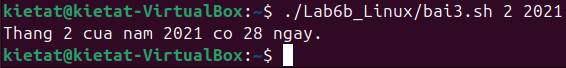 kietat@kietat-VirtualBox:~$ ./Lab6b_Linux/bai3.sh 2 2021
Thang 2 cua nam 2021 co 28 ngay.
kietat@kietat-VirtualBox:~$